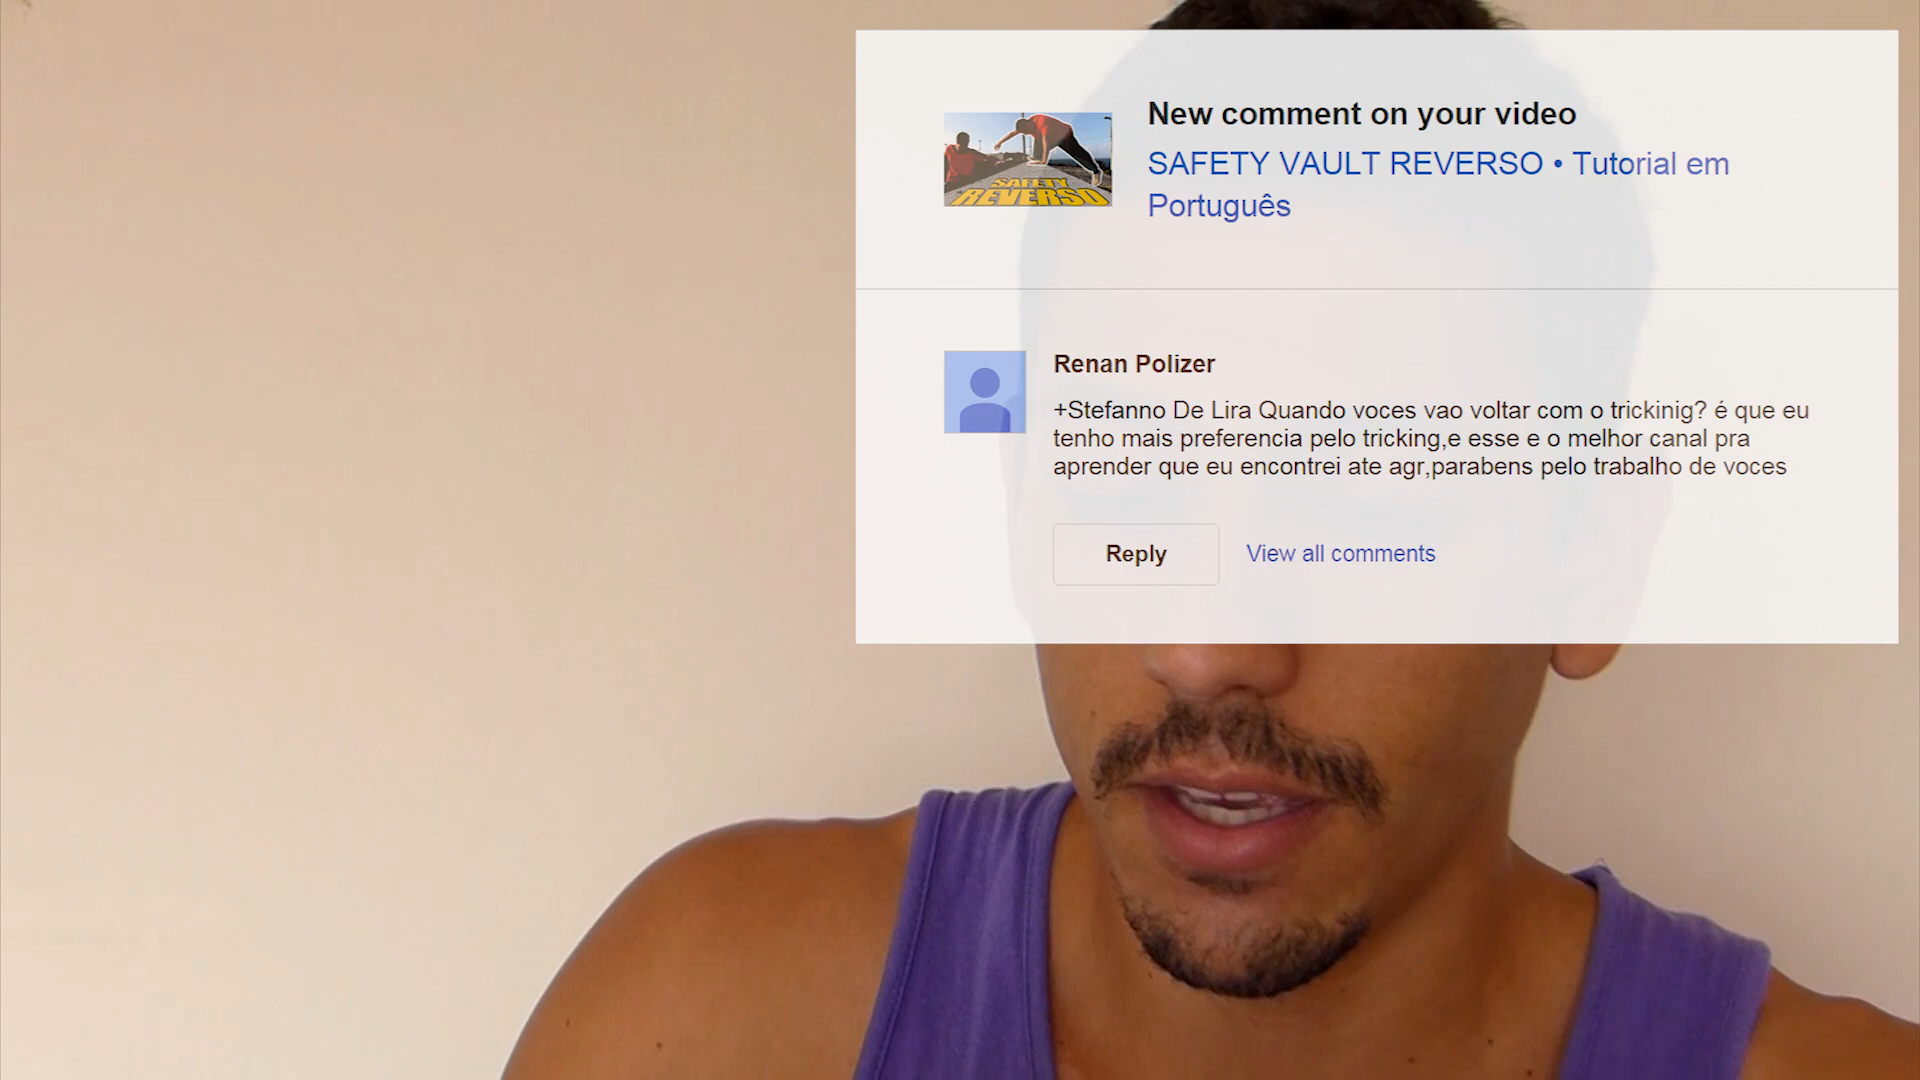 New comment on your video
SAFETY VAULT REVERSO • Tutorial em
Português
SAFETY
REVERSO
Renan Polizer
+Stefanno De Lira Quando voces vao voltar com o trickinig? é que eu
tenho mais preferencia pelo tricking,e esse e o melhor canal pra
aprender que eu encontrei ate agr,parabens pelo trabalho de voces
Reply
View all comments